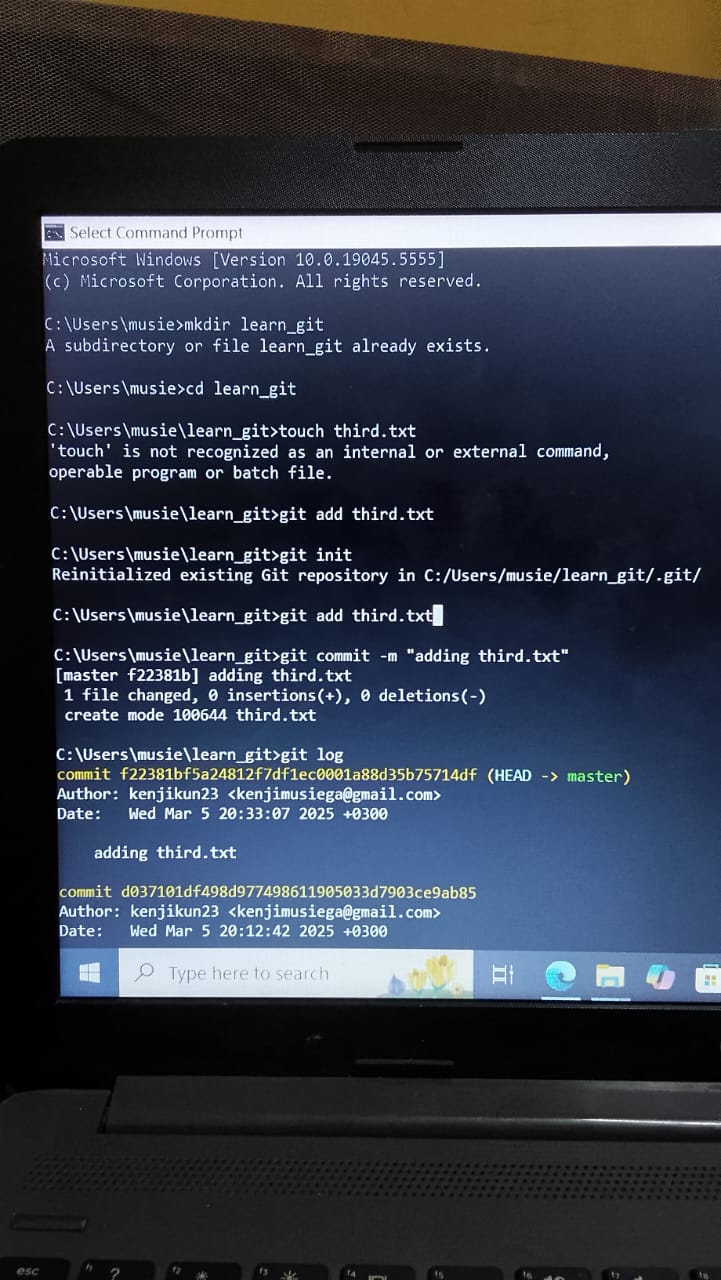 Select Command Prompt
Microsoft Windows [Version 10.0.19045.5555]
(c) Microsoft Corporation. All rights reserved.
C:\Users\musie>mkdir learn_git
A subdirectory or file learn_git already exists.
C:\Users\musie>cd learn_git
C:\Users\musie\learn_git>touch third.txt
'touch' is not recognized as an internal or external command,
operable program or batch file.
C:\Users\musie\learn_git>git add third.txt
C:\Users\musie\learn_git>git init
Reinitialized existing Git repository in C:/Users/musie/learn_git/.git/
C:\Users\musie\learn_git>git add third.txt
C:\Users\musie\learn_git>git commit -m "adding third.txt"
[master f22381b] adding third.txt
1 file changed, 0 insertions(+), 0 deletions(-)
create mode 100644 third.txt
C:\Users\musie\learn_git>git log
commit f22381bf5a24812f7df1ec0001a88d35b75714df (HEAD -> master)
Author: kenjikun23 <kenjimusiega@gmail.com>
Date: Wed Mar 5 20:33:07 2025 +0300
adding third.txt
commit d037101df498d977498611905033d7903ce9ab85
Author: kenjikun23 <kenjimusiega@gmail.com>
Date: Wed Mar 5 20:12:42 2025 +0300
Type here to search
esc ?